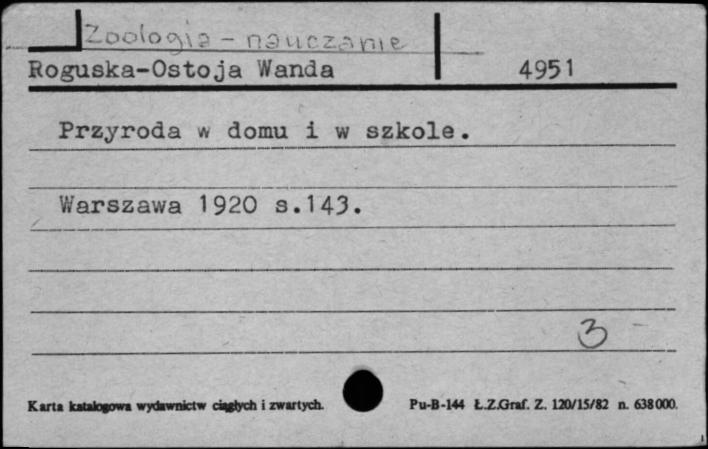 Zoologia - nauczanie
Roguska-Ostoja Wanda 4951
Przyroda w domu i w szkole.
Warszawa 1920 s.143.
3
Karta katalogowa wydawnictw ciągłych i zwartych. Pu-B-144 Ł.Z.Graf. Z. 120/15/82 n. 638000.